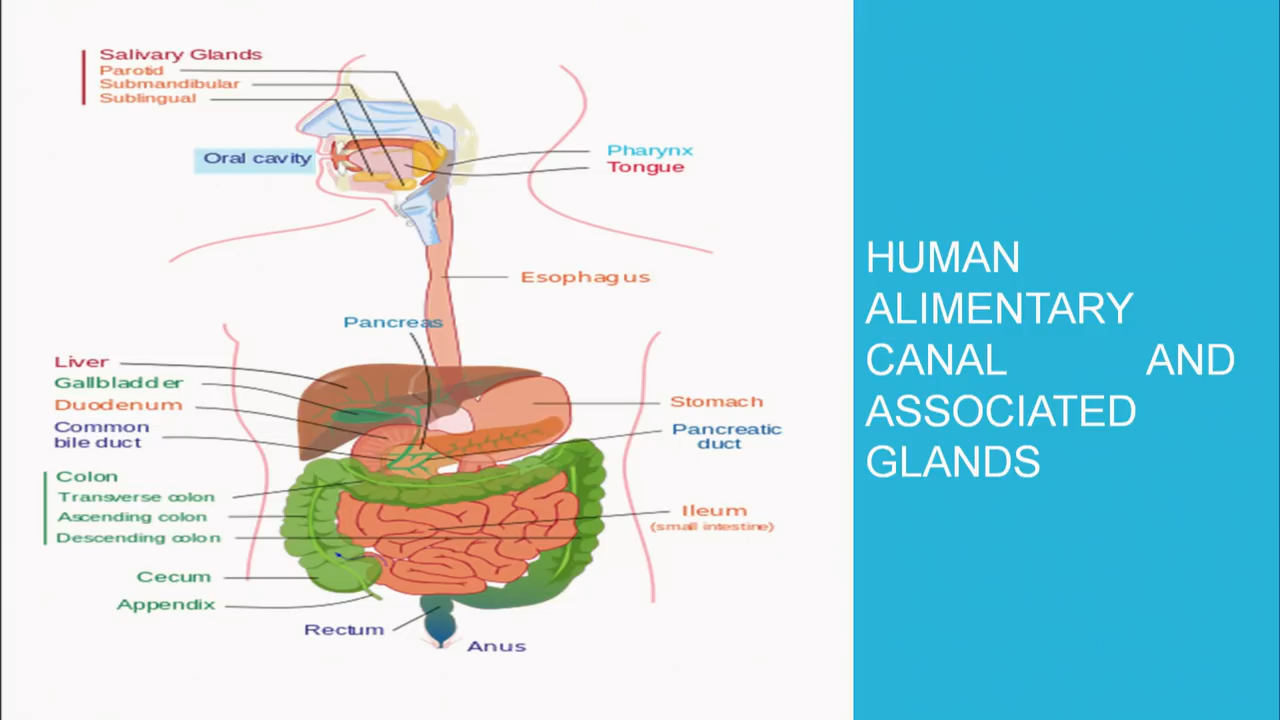 Salivary Glands
Parotid
Submandibular
Sublingual
Oral cavity
Pharynx
Tongue
Esophagus
Pancreas
Liver
Gallbladder
Duodenum
Common
bile duct
Stomach
Pancreatic
duct
Colon
Transverse colon
Ascending colon
Descending colon
Ileum
(small intestine)
Cecum
Appendix
Rectum
Anus
HUMAN
ALIMENTARY
CANAL AND
ASSOCIATED
GLANDS